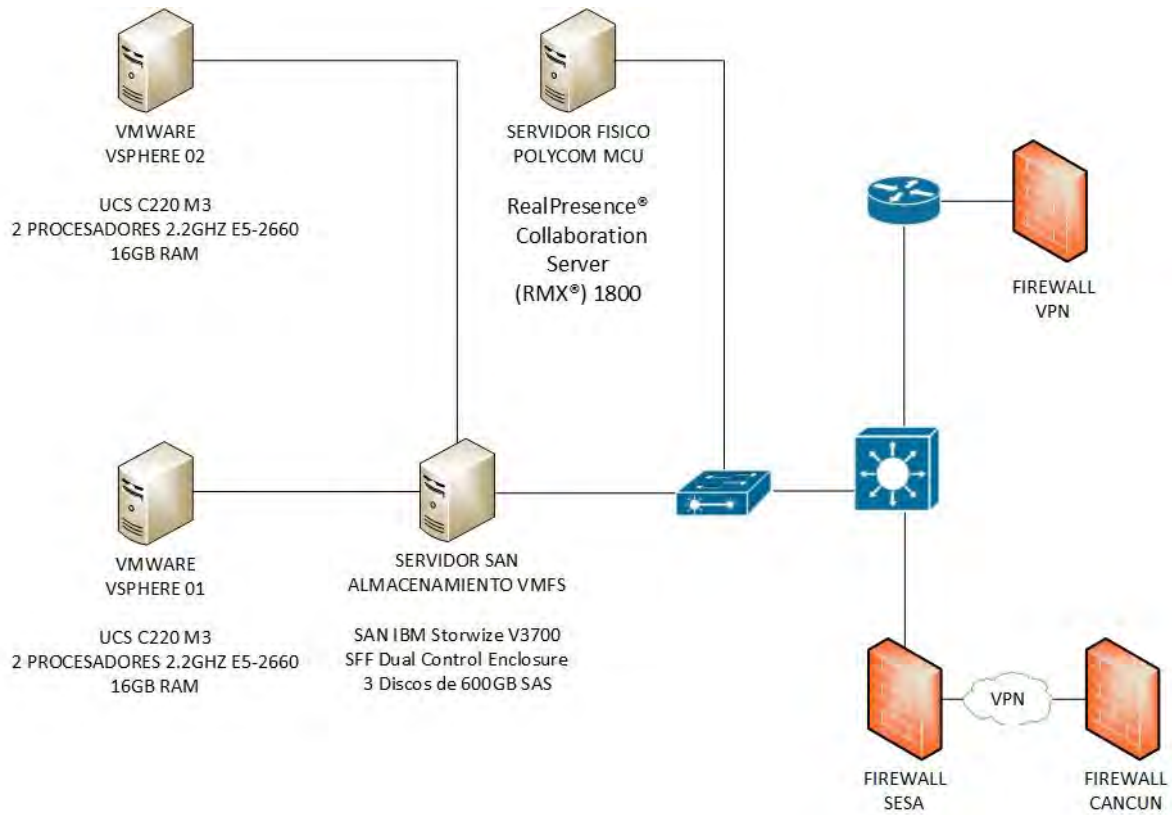 VMWARE
VSPHERE 02
UCS C220 M3
2 PROCESADORES 2.2GHZ E5-2660
16GB RAM
SERVIDOR FISICO
POLYCOM MCU
RealPresence®
Collaboration
Server
(RMX®) 1800
FIREWALL
VPN
VMWARE
VSPHERE 01
UCS C220 M3
2 PROCESADORES 2.2GHZ E5-2660
16GB RAM
SERVIDOR SAN
ALMACENAMIENTO VMFS
SAN IBM Storwize V3700
SFF Dual Control Enclosure
3 Discos de 600GB SAS
VPN
FIREWALL
SESA
FIREWALL
CANCUN